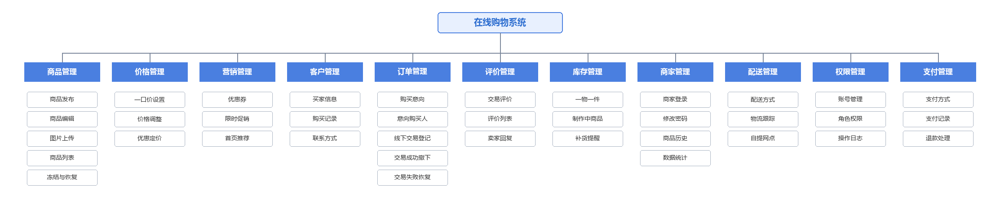 在线购物系统
商品管理
价格管理
营销管理
客户管理
订单管理
评价管理
库存管理
商家管理
配送管理
权限管理
支付管理
商品发布
一口价设置
优惠券
买家信息
购买意向
交易评价
一物一件
商家登录
配送方式
账号管理
支付方式
商品编辑
价格调整
限时促销
购买记录
意向购买人
评价列表
制作中商品
修改密码
物流跟踪
角色权限
支付记录
图片上传
优惠定价
首页推荐
联系方式
线下交易登记
卖家回复
补货提醒
商品历史
自提网点
操作日志
退款处理
商品列表
交易成功撤下
数据统计
冻结与恢复
交易失败恢复